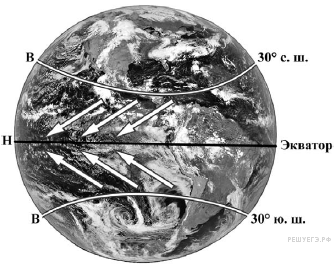 В
30° с. ш.
Н
Экватор
В
30° ю. ш.
РЕШУЕГЭ.РФ